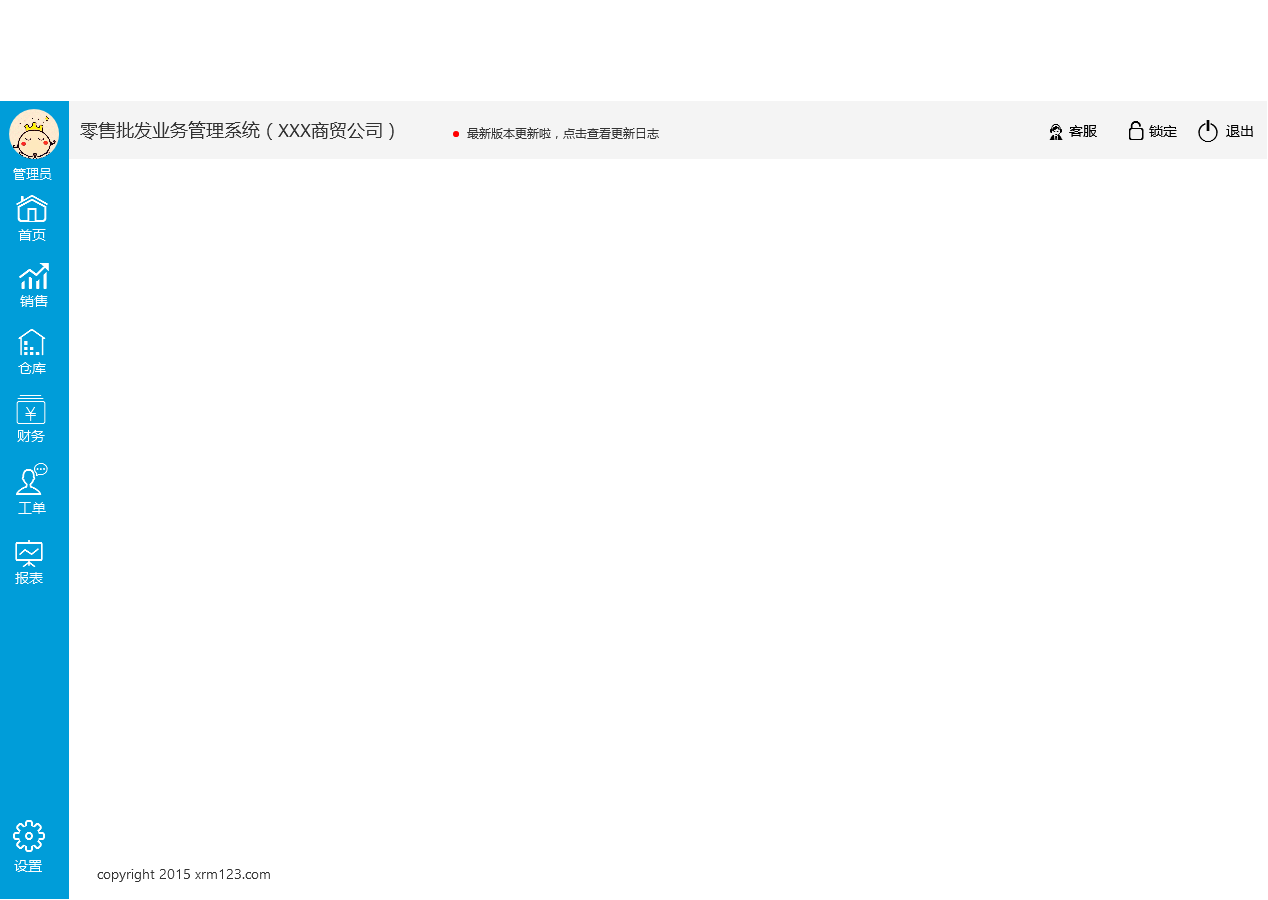 零售批发业务管理系统（XXX商贸公司）
最新版本更新啦，点击查看更新日志
客服
锁定
退出
管理员
首页
销售
仓库
¥
财务
工单
报表
设置
copyright 2015 xrm123.com